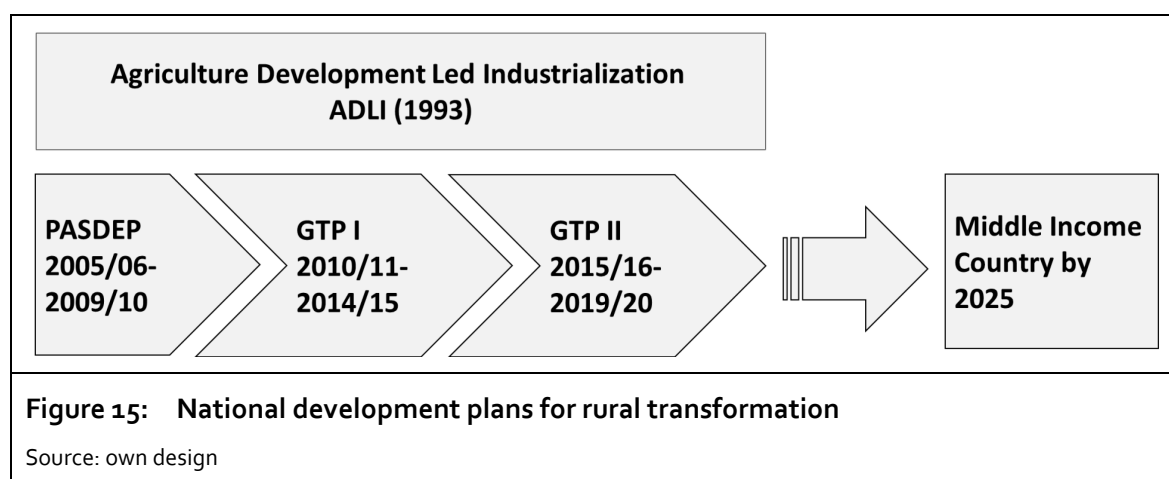 Agriculture Development Led Industrialization
ADLI (1993)
PASDEP
2005/06-
2009/10
GTP I
2010/11-
2014/15
GTP II
2015/16-
2019/20
Middle Income
Country by
2025
Figure 15: National development plans for rural transformation
Source: own design